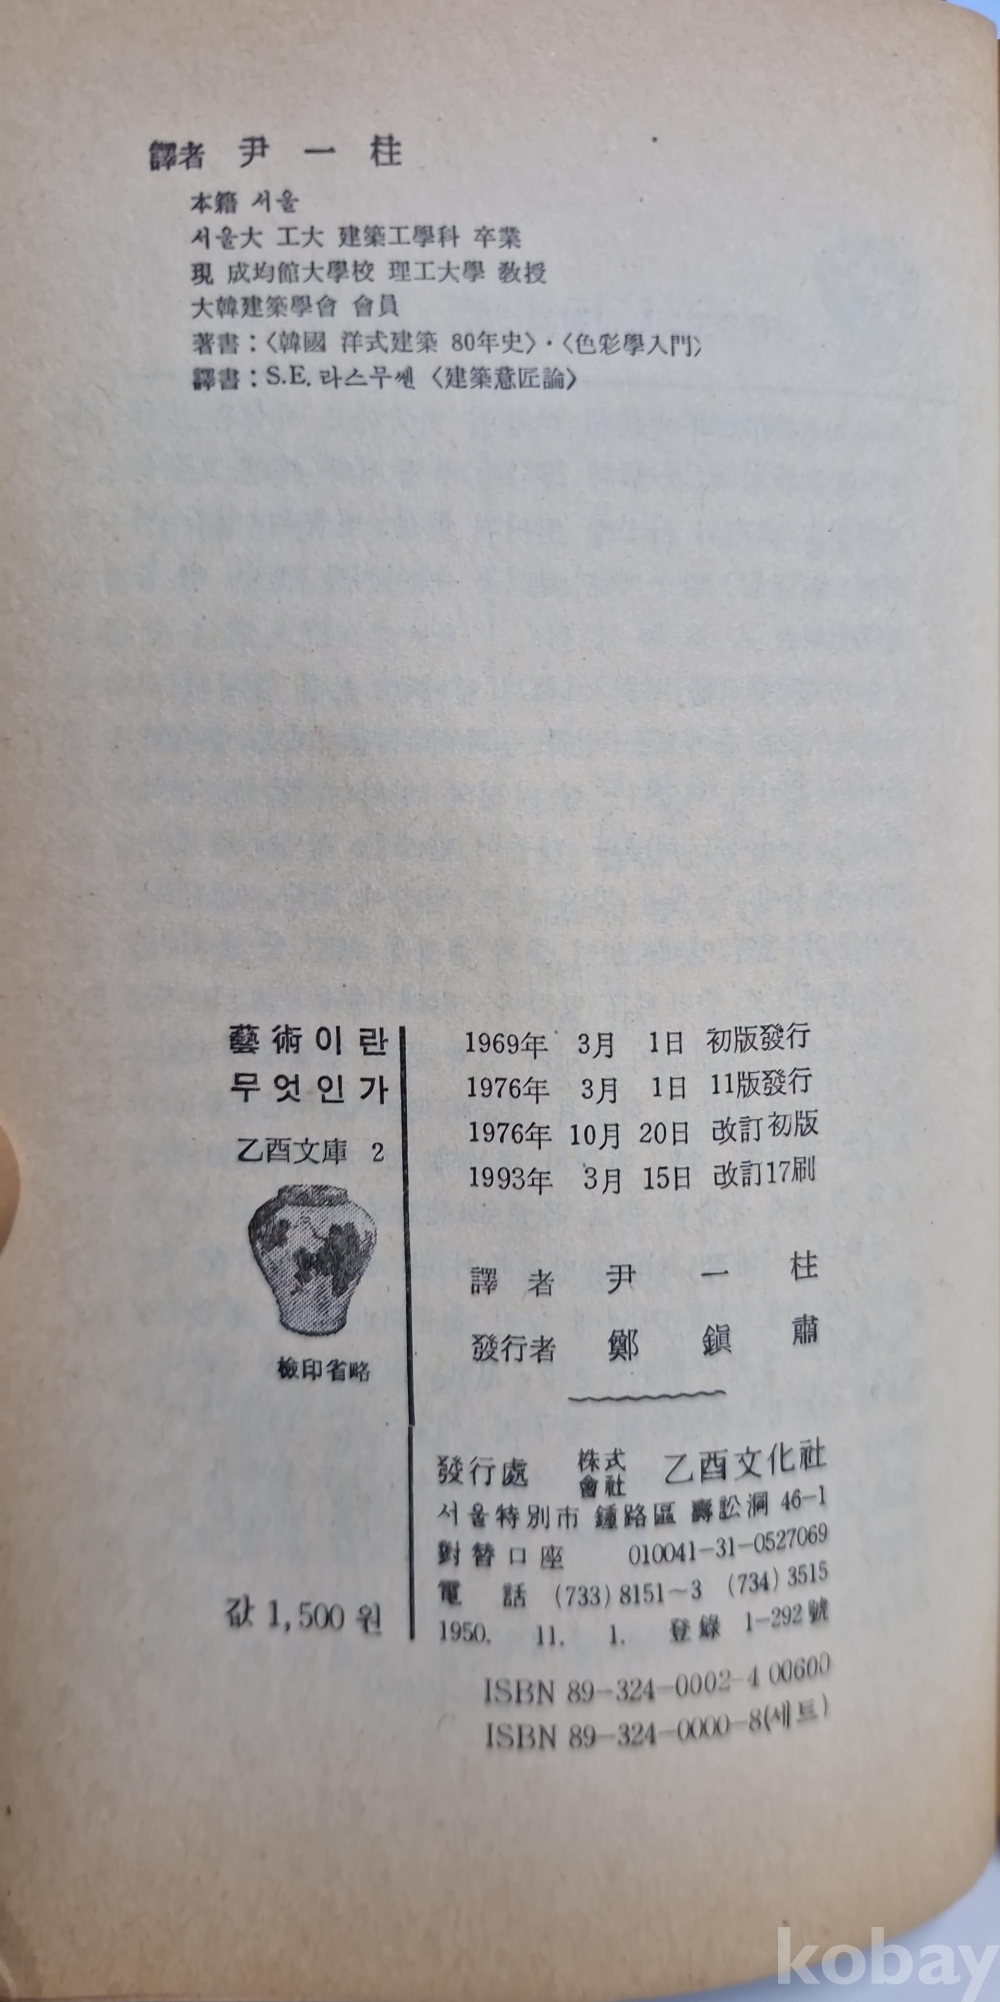 譯者 尹一柱
本籍 서울
서울大 工大 建築工學科 卒業
現 成均館大學校 理工大學 敎授
大韓建築學會 會員
著書：〈韓國 洋式建築 80年史〉·〈色彩學入門〉
譯書：S.E. 라스무쎈 〈建築意匠論〉
藝術이란
무엇인가
乙酉文庫 2
檢印省略
값 1,500원
1969年 3月 1日 初版發行
1976年 3月 1日 11版發行
1976年 10月 20日 改訂初版
1993年 3月 15日 改訂17刷
譯者 尹一柱
發行者 鄭鎭肅
發行處 株式會社 乙酉文化社
서울特別市 鍾路區 壽松洞 46-1
對替口座 010041-31-0527069
電話 (733)8151~3 (734)3515
1950. 11. 1. 登錄 1-292號
ISBN 89-324-0002-4 00600
ISBN 89-324-0000-8(세트)
kobay